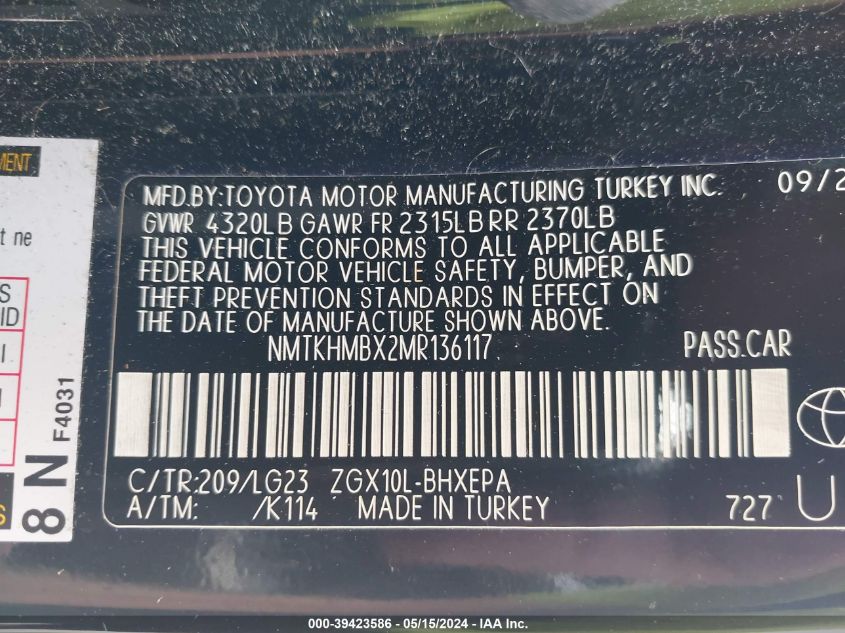 MENT
t ne
S
ID
I
8 N
F4031
S
MFD.BY:TOYOTA MOTOR MANUFACTURING TURKEY INC. 09/2
GVWR 4320LB GAWR FR 2315LB RR 2370LB
THIS VEHICLE CONFORMS TO ALL APPLICABLE
FEDERAL MOTOR VEHICLE SAFETY, BUMPER, AND
THEFT PREVENTION STANDARDS IN EFFECT ON
THE DATE OF MANUFACTURE SHOWN ABOVE.
NMTKHMBX2MR136117 PASS.CAR
C/TR:209/LG23 ZGX10L-BHXEPA
A/TM: /K114 MADE IN TURKEY 727 U
000-39423586 - 05/15/2024 - IAA Inc.